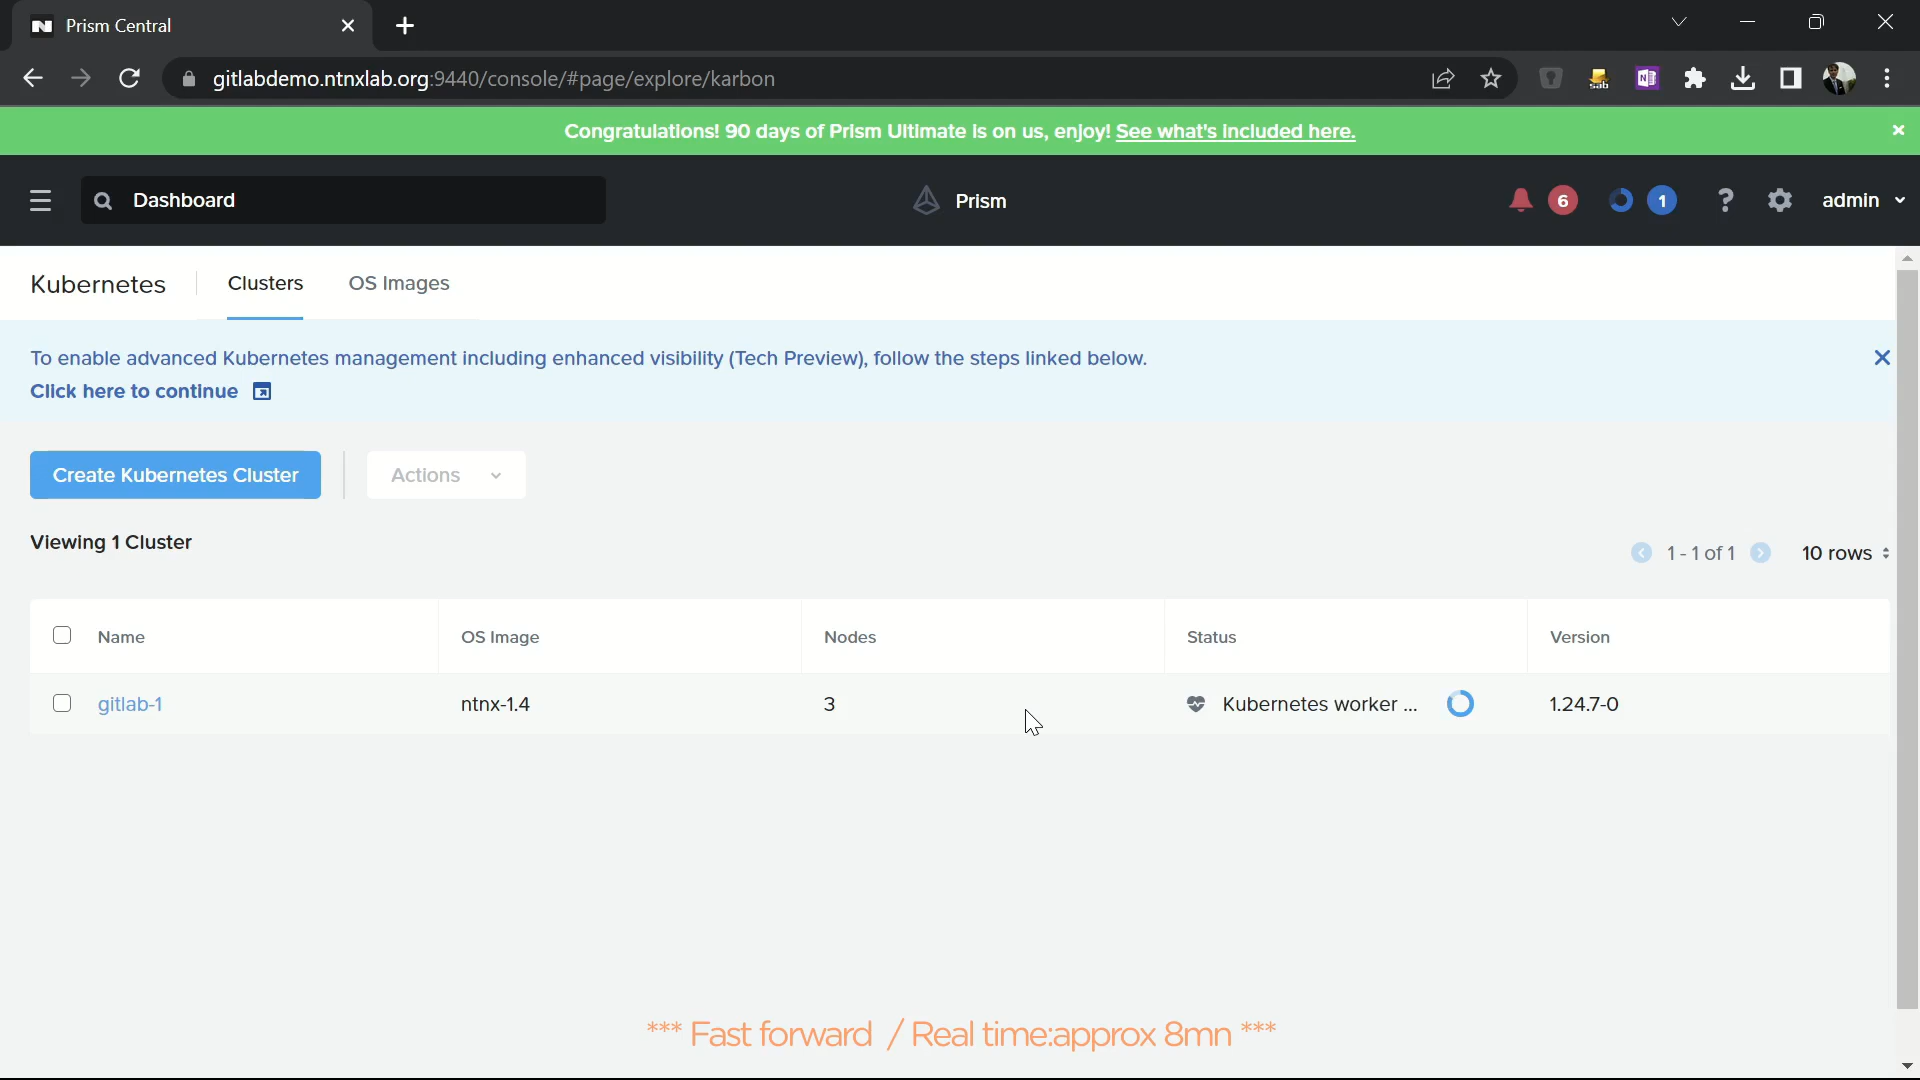 Prism Central
gitlabdemo.ntnxlab.org:9440/console/#page/explore/karbon
Congratulations! 90 days of Prism Ultimate is on us, enjoy! See what's included here.
Dashboard
Prism
6
1
?
admin
Kubernetes
Clusters
OS Images
To enable advanced Kubernetes management including enhanced visibility (Tech Preview), follow the steps linked below.
Click here to continue
Create Kubernetes Cluster
Actions
Viewing 1 Cluster
1 - 1 of 1
10 rows
Name OS Image Nodes Status Version
gitlab-1 ntnx-1.4 3 Kubernetes worker ... 1.24.7-0
*** Fast forward / Real time:approx 8mn ***